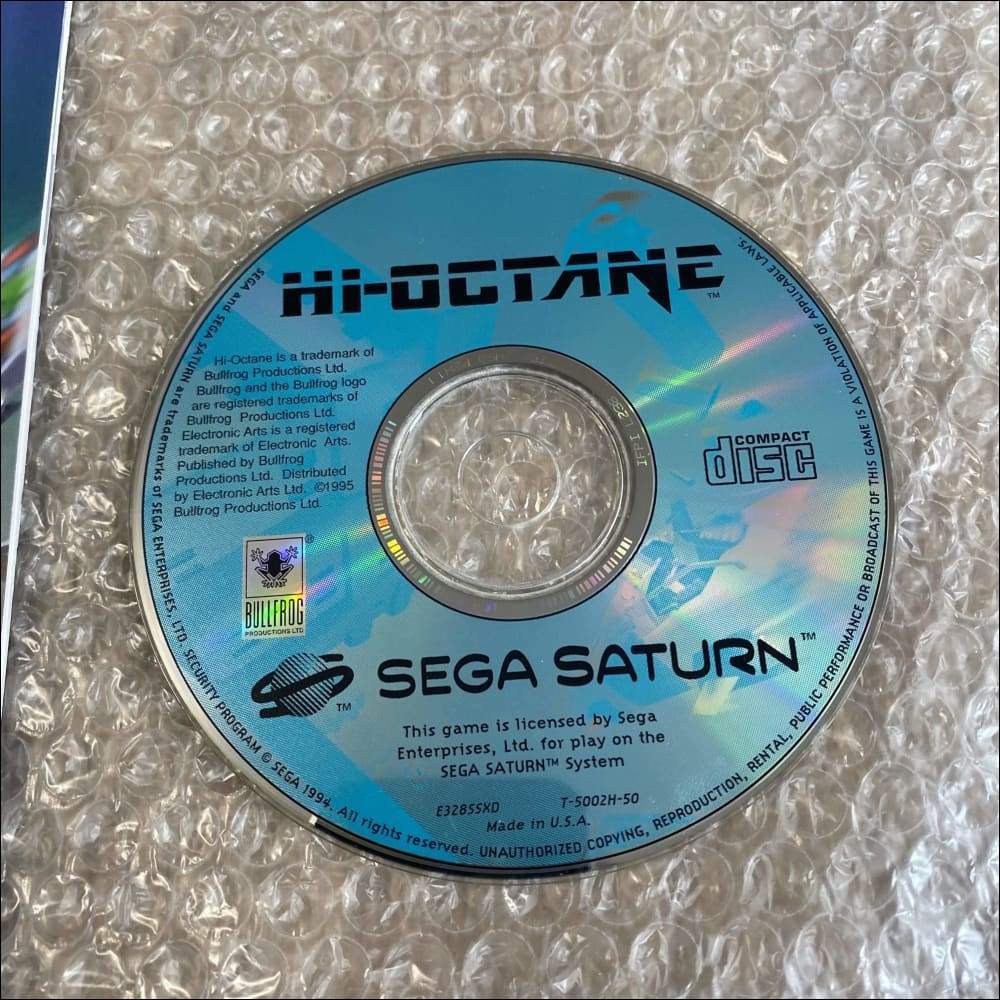 Hi-OCTANE™
Hi-Octane is a trademark of
Bullfrog Productions Ltd.
Bullfrog and the Bullfrog logo
are registered trademarks of
Bullfrog Productions Ltd.
Electronic Arts is a registered
trademark of Electronic Arts.
Published by Bullfrog
Productions Ltd. Distributed
by Electronic Arts Ltd. ©1995
Bullfrog Productions Ltd.
COMPACT
disc
®
BULLFROG
PRODUCTIONS LTD
TM
SEGA SATURN™
This game is licensed by Sega
Enterprises, Ltd. for play on the
SEGA SATURN™ System
E3285SXD T-5002H-50
Made in U.S.A.
SEGA and SEGA SATURN are trademarks of SEGA ENTERPRISES, LTD. SECURITY PROGRAM © SEGA 1994. All rights reserved. UNAUTHORIZED COPYING, REPRODUCTION, RENTAL, PUBLIC PERFORMANCE OR BROADCAST OF THIS GAME IS A VIOLATION OF APPLICABLE LAWS.